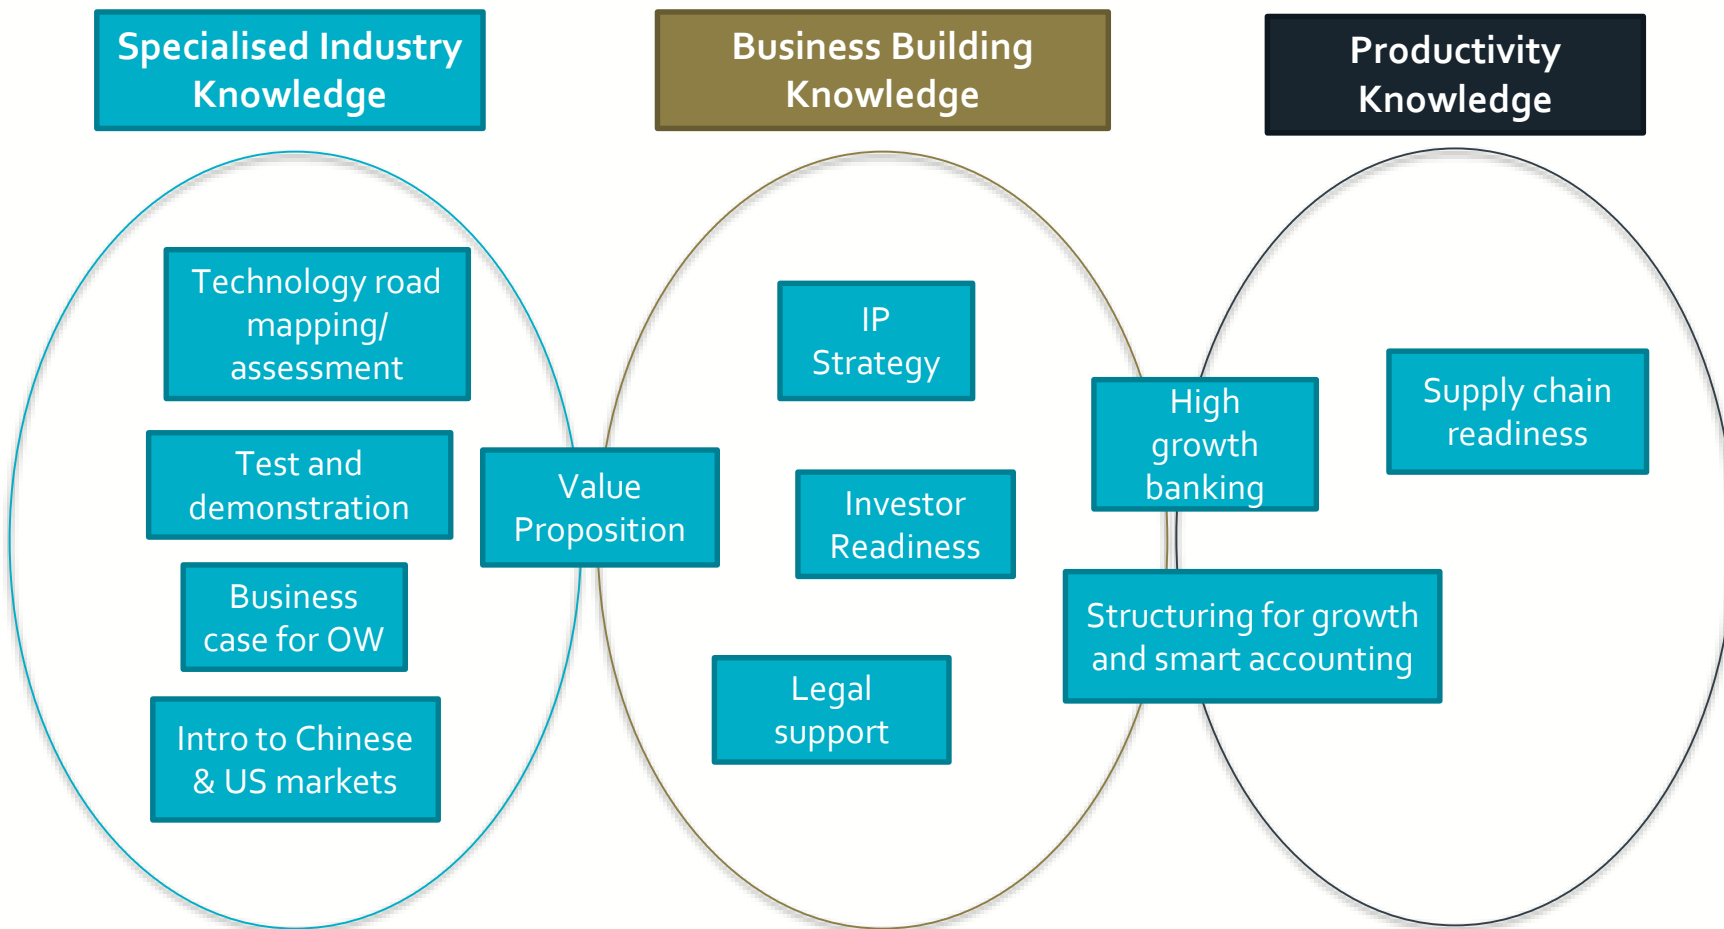 Specialised Industry
Knowledge
Business Building
Knowledge
Productivity
Knowledge
Technology road
mapping/
assessment
Test and
demonstration
Business
case for OW
Intro to Chinese
& US markets
Value
Proposition
IP
Strategy
Investor
Readiness
Legal
support
High
growth
banking
Structuring for growth
and smart accounting
Supply chain
readiness